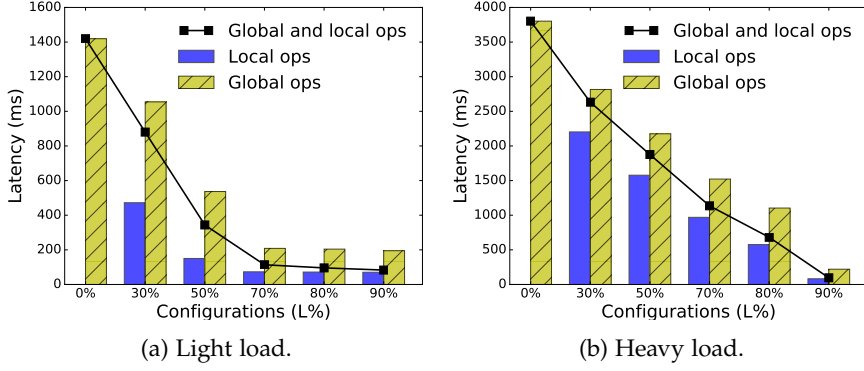 1600
1400
1200
1000
800
600
400
200
0
Latency (ms)
0% 30% 50% 70% 80% 90%
Configurations (L%)
Global and local ops
Local ops
Global ops
(a) Light load.
4000
3500
3000
2500
2000
1500
1000
500
0
Latency (ms)
0% 30% 50% 70% 80% 90%
Configurations (L%)
Global and local ops
Local ops
Global ops
(b) Heavy load.